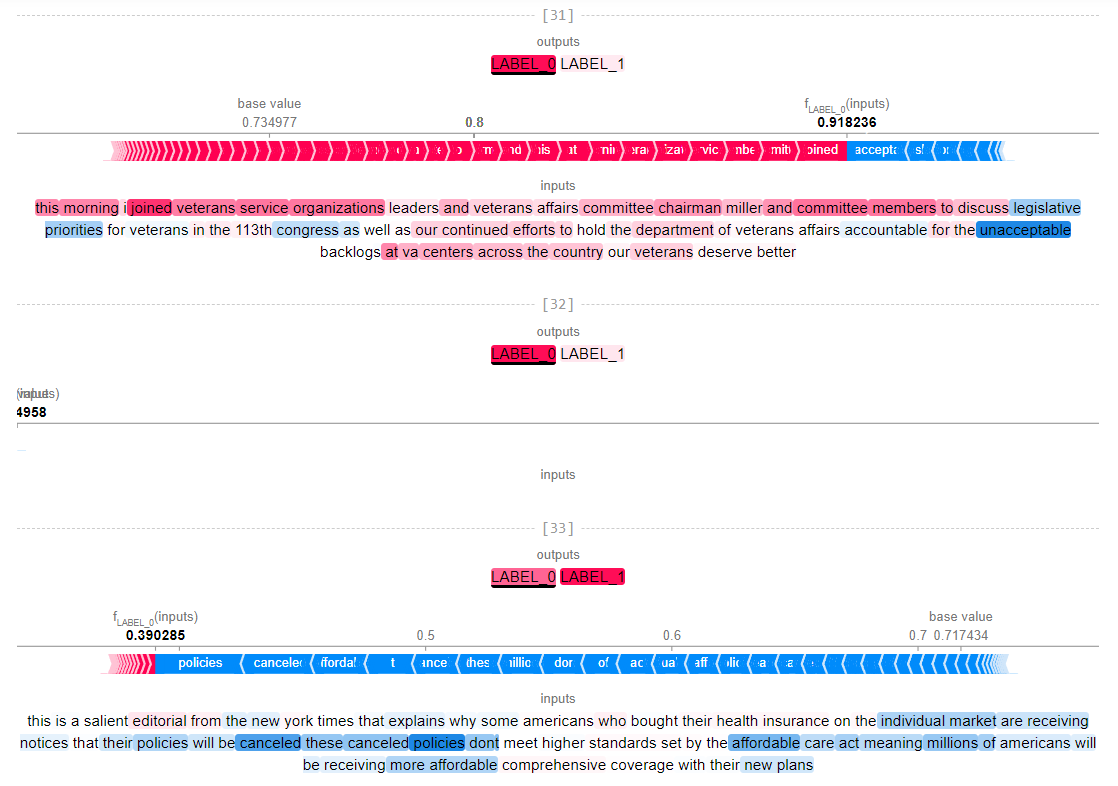 [31]
outputs
LABEL_0 LABEL_1
base value f LABEL_0 (inputs)
0.734977 0.8 0.918236
joined
this morning i joined veterans service organizations leaders and veterans affairs committee chairman miller and committee members to discuss legislative
priorities for veterans in the 113th congress as well as our continued efforts to hold the department of veterans affairs accountable for the unacceptable
backlogs at va centers across the country our veterans deserve better
[32]
outputs
LABEL_0 LABEL_1
4958
inputs
[33]
outputs
LABEL_0 LABEL_1
f LABEL_0 (inputs) base value
0.390285 0.5 0.6 0.7 0.717434
policies canceled
inputs
this is a salient editorial from the new york times that explains why some americans who bought their health insurance on the individual market are receiving
notices that their policies will be canceled these canceled policies dont meet higher standards set by the affordable care act meaning millions of americans will
be receiving more affordable comprehensive coverage with their new plans